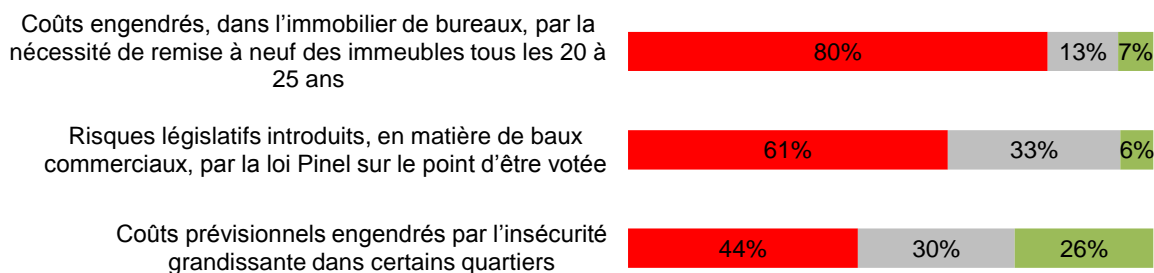 Coûts engendrés, dans l’immobilier de bureaux, par la
nécessité de remise à neuf des immeubles tous les 20 à
25 ans
80% 13% 7%
Risques législatifs introduits, en matière de baux
commerciaux, par la loi Pinel sur le point d’être votée
61% 33% 6%
Coûts prévisionnels engendrés par l’insécurité
grandissante dans certains quartiers
44% 30% 26%